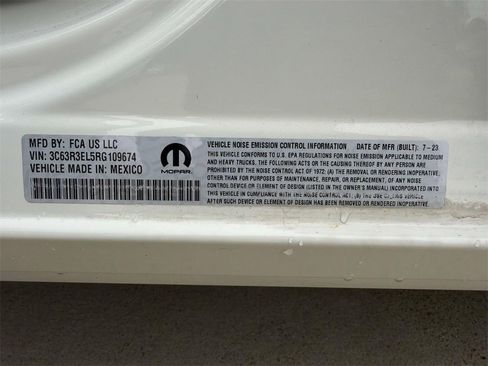 MFD BY: FCA US LLC
VIN: 3C63R3EL5RG109674
VEHICLE MADE IN: MEXICO
MOPAR
VEHICLE NOISE EMISSION CONTROL INFORMATION DATE OF MFR (BUILT): 7-23
THIS VEHICLE CONFORMS TO U.S. EPA REGULATIONS FOR NOISE EMISSION APPLICABLE TO MEDIUM
AND HEAVY TRUCKS. THE FOLLOWING ACTS OR THE CAUSING THEREOF BY ANY PERSON ARE
PROHIBITED BY THE NOISE CONTROL ACT OF 1972: (A) THE REMOVAL OR RENDERING INOPERATIVE,
OTHER THAN FOR PURPOSES OF MAINTENANCE, REPAIR, OR REPLACEMENT, OF ANY NOISE
CONTROL DEVICE OR ELEMENT OF DESIGN (LISTED IN THE OWNER'S MANUAL) INCORPORATED INTO
THIS VEHICLE IN COMPLIANCE WITH THE NOISE CONTROL ACT; (B) THE USE OF THIS VEHICLE
AFTER SUCH DEVICE OR ELEMENT OF DESIGN HAS BEEN REMOVED OR RENDERED INOPERATIVE.